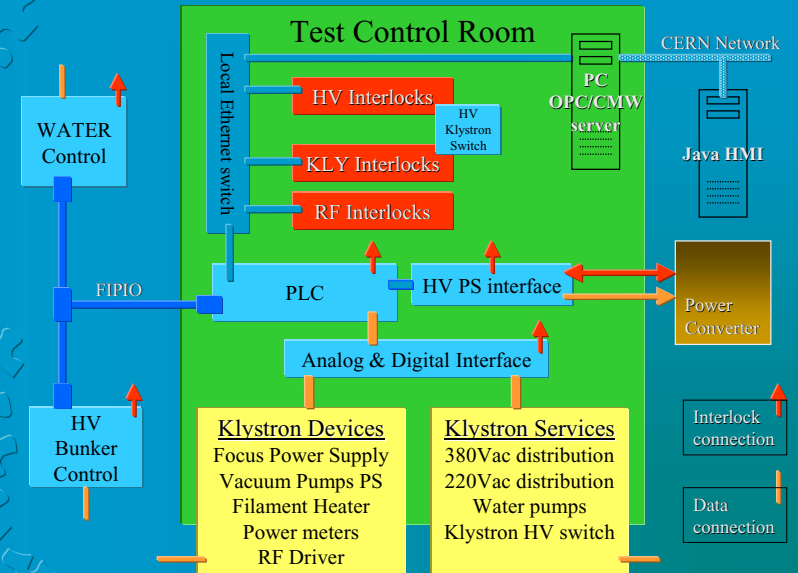 Test Control Room
CERN Network
Local Ethernet switch
HV Interlocks
HV
Klystron
Switch
KLY Interlocks
RF Interlocks
PC
OPC/CMW
server
Java HMI
WATER
Control
FIPIO
PLC
HV PS interface
Power
Converter
Analog & Digital Interface
HV
Bunker
Control
Klystron Devices
Focus Power Supply
Vacuum Pumps PS
Filament Heater
Power meters
RF Driver
Klystron Services
380Vac distribution
220Vac distribution
Water pumps
Klystron HV switch
Interlock
connection
Data
connection